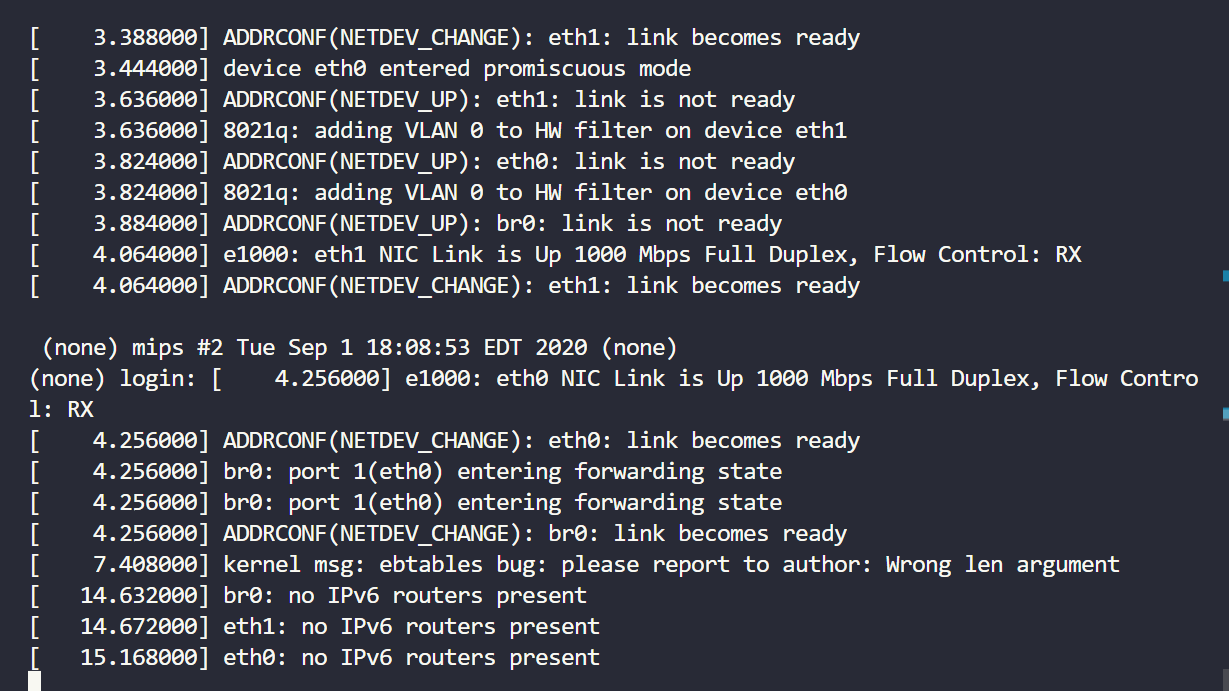 [    3.388000] ADDRCONF(NETDEV_CHANGE): eth1: link becomes ready
[    3.444000] device eth0 entered promiscuous mode
[    3.636000] ADDRCONF(NETDEV_UP): eth1: link is not ready
[    3.636000] 8021q: adding VLAN 0 to HW filter on device eth1
[    3.824000] ADDRCONF(NETDEV_UP): eth0: link is not ready
[    3.824000] 8021q: adding VLAN 0 to HW filter on device eth0
[    3.884000] ADDRCONF(NETDEV_UP): br0: link is not ready
[    4.064000] e1000: eth1 NIC Link is Up 1000 Mbps Full Duplex, Flow Control: RX
[    4.064000] ADDRCONF(NETDEV_CHANGE): eth1: link becomes ready
 (none) mips #2 Tue Sep 1 18:08:53 EDT 2020 (none)
(none) login: [    4.256000] e1000: eth0 NIC Link is Up 1000 Mbps Full Duplex, Flow Contro
l: RX
[    4.256000] ADDRCONF(NETDEV_CHANGE): eth0: link becomes ready
[    4.256000] br0: port 1(eth0) entering forwarding state
[    4.256000] br0: port 1(eth0) entering forwarding state
[    4.256000] ADDRCONF(NETDEV_CHANGE): br0: link becomes ready
[    7.408000] kernel msg: ebtables bug: please report to author: Wrong len argument
[   14.632000] br0: no IPv6 routers present
[   14.672000] eth1: no IPv6 routers present
[   15.168000] eth0: no IPv6 routers present